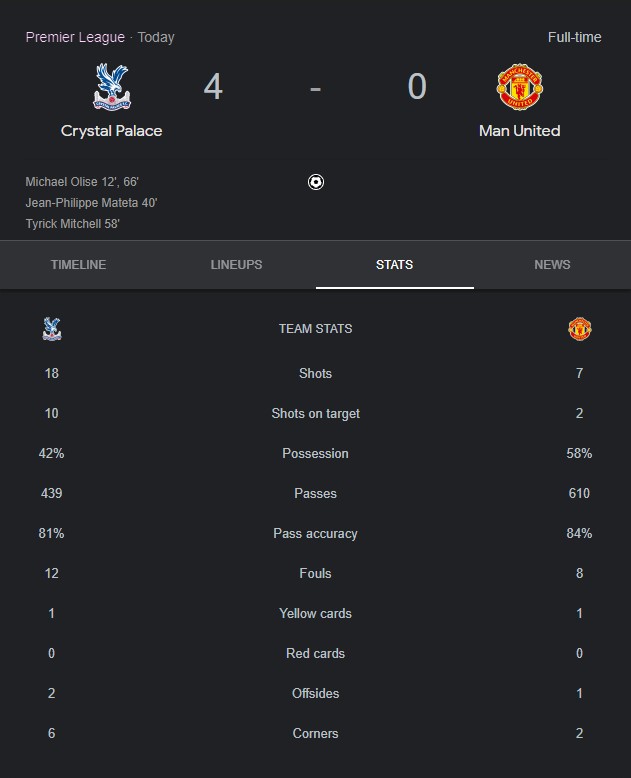 Premier League · Today Full-time
4 - 0
Crystal Palace Man United
Michael Olise 12', 66'
Jean-Philippe Mateta 40'
Tyrick Mitchell 58'
TIMELINE LINEUPS STATS NEWS
TEAM STATS
18 Shots 7
10 Shots on target 2
42% Possession 58%
439 Passes 610
81% Pass accuracy 84%
12 Fouls 8
1 Yellow cards 1
0 Red cards 0
2 Offsides 1
6 Corners 2